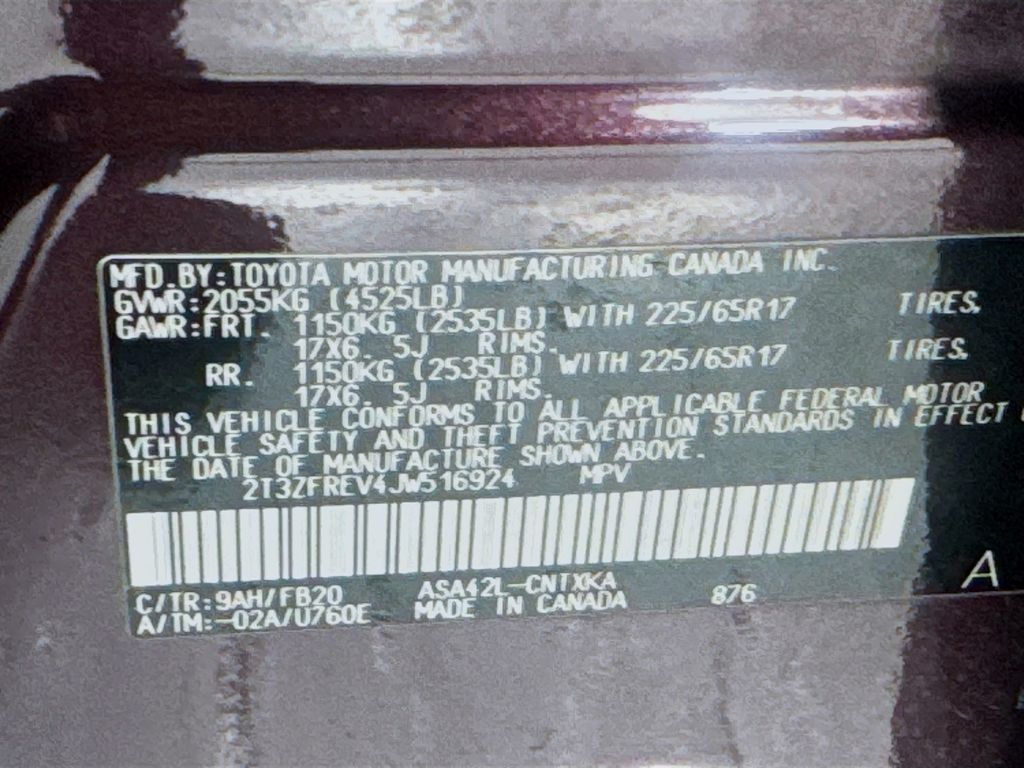 MFD. BY: TOYOTA MOTOR MANUFACTURING CANADA INC.
GVWR: 2055KG (4525LB)
GAWR: FRT. 1150KG (2535LB) WITH 225/65R17 TIRES.
17X6. 5J RIMS.
RR. 1150KG (2535LB) WITH 225/65R17 TIRES.
17X6. 5J RIMS.
THIS VEHICLE CONFORMS TO ALL APPLICABLE FEDERAL MOTOR
VEHICLE SAFETY AND THEFT PREVENTION STANDARDS IN EFFECT
THE DATE OF MANUFACTURE SHOWN ABOVE.
2T3ZFREV4JW516924 MPV
C/TR: 9AH/FB20 ASA42L-CNTXKA 876
A/TM: -02A/U760E MADE IN CANADA
A